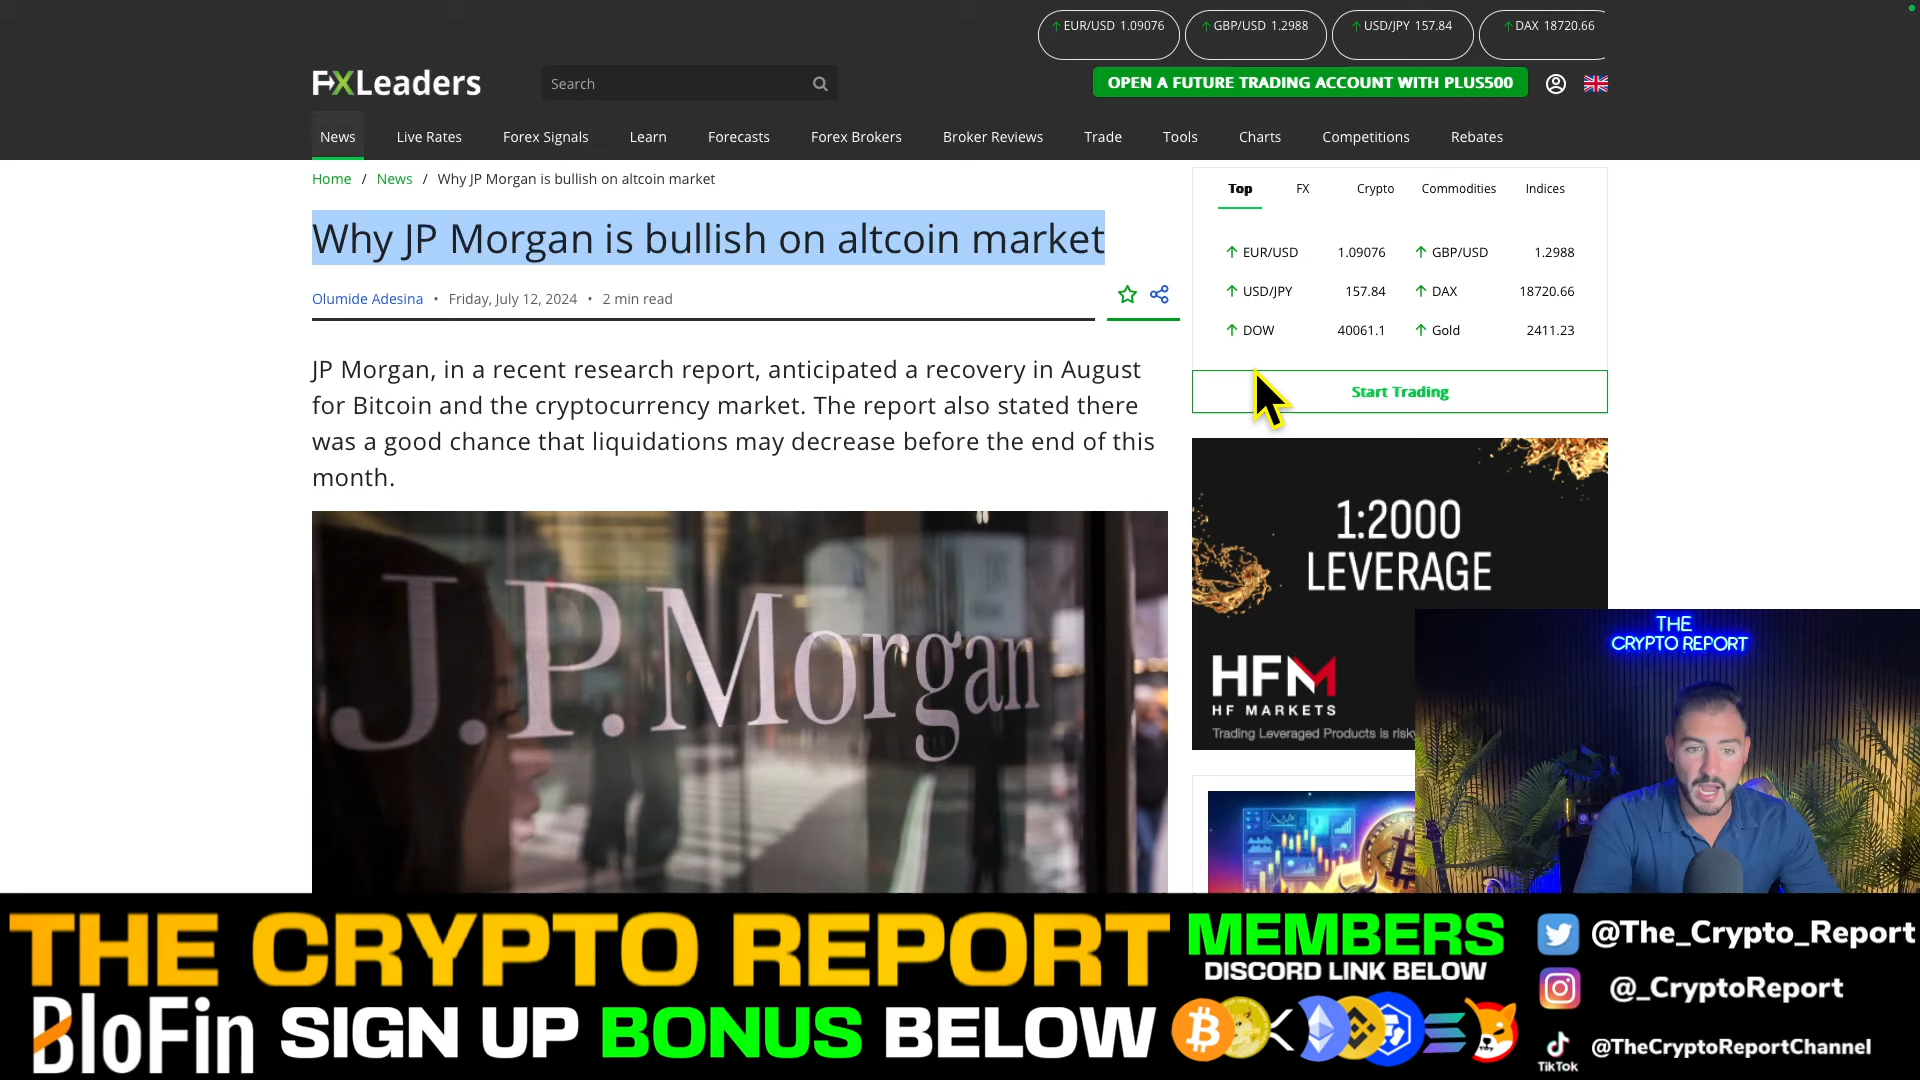 EUR/USD 1.09076
GBP/USD 1.2988
USD/JPY 157.84
DAX 18720.66
FXLeaders
Search
OPEN A FUTURE TRADING ACCOUNT WITH PLUS500
News Live Rates Forex Signals Learn Forecasts Forex Brokers Broker Reviews Trade Tools Charts Competitions Rebates
Home / News / Why JP Morgan is bullish on altcoin market
Why JP Morgan is bullish on altcoin market
Olumide Adesina • Friday, July 12, 2024 • 2 min read
JP Morgan, in a recent research report, anticipated a recovery in August
for Bitcoin and the cryptocurrency market. The report also stated there
was a good chance that liquidations may decrease before the end of this
month.
J.P.Morgan
Top FX Crypto Commodities Indices
EUR/USD 1.09076 GBP/USD 1.2988
USD/JPY 157.84 DAX 18720.66
DOW 40061.1 Gold 2411.23
Start Trading
1:2000
LEVERAGE
HFM
HF MARKETS
Trading Leveraged Products is risky
THE
CRYPTO REPORT
THE CRYPTO REPORT
BloFin SIGN UP BONUS BELOW
MEMBERS
DISCORD LINK BELOW
@The_Crypto_Report
@_CryptoReport
TikTok
@TheCryptoReportChannel